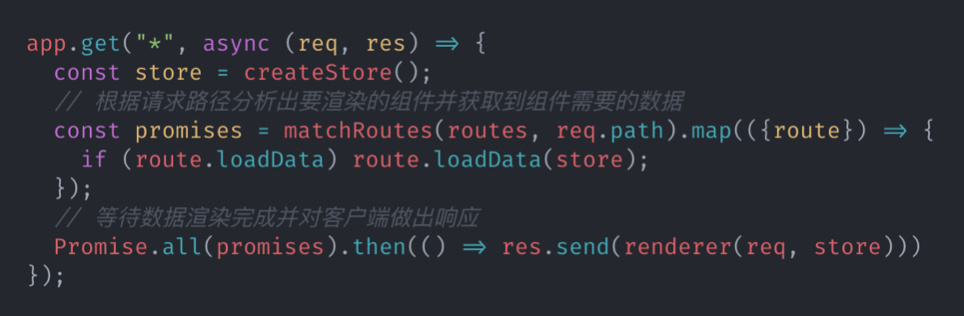 app.get("*", async (req, res) => {
  const store = createStore();
  // 根据请求路径分析出要渲染的组件并获取到组件需要的数据
  const promises = matchRoutes(routes, req.path).map(({route}) => {
    if (route.loadData) route.loadData(store);
  });
  // 等待数据渲染完成并对客户端做出响应
  Promise.all(promises).then(() => res.send(renderer(req, store)))
});